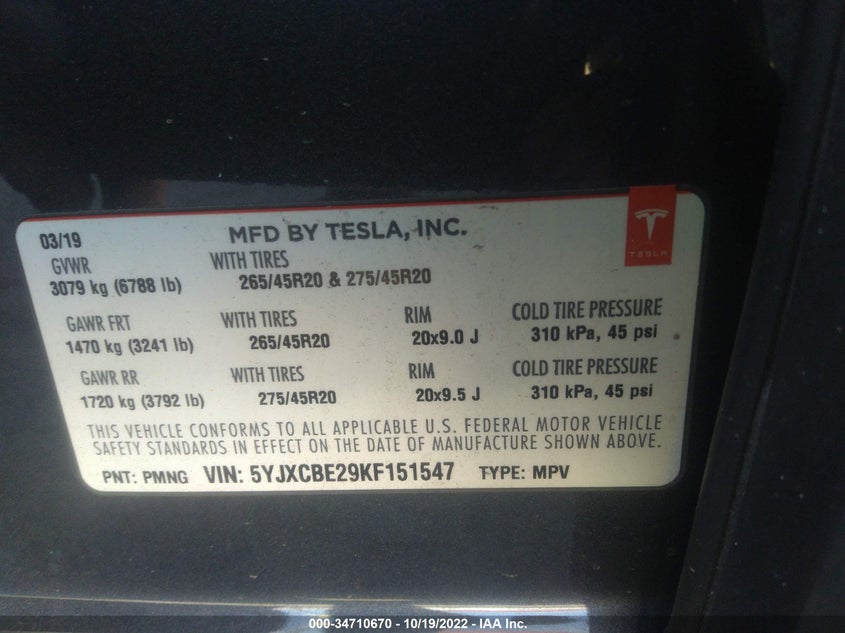 03/19 MFD BY TESLA, INC.
TESLA
GVWR WITH TIRES
3079 kg (6788 lb) 265/45R20 & 275/45R20
GAWR FRT WITH TIRES RIM COLD TIRE PRESSURE
1470 kg (3241 lb) 265/45R20 20x9.0 J 310 kPa, 45 psi
GAWR RR WITH TIRES RIM COLD TIRE PRESSURE
1720 kg (3792 lb) 275/45R20 20x9.5 J 310 kPa, 45 psi
THIS VEHICLE CONFORMS TO ALL APPLICABLE U.S. FEDERAL MOTOR VEHICLE
SAFETY STANDARDS IN EFFECT ON THE DATE OF MANUFACTURE SHOWN ABOVE.
PNT: PMNG VIN: 5YJXCBE29KF151547 TYPE: MPV
000-34710670 - 10/19/2022 - IAA Inc.